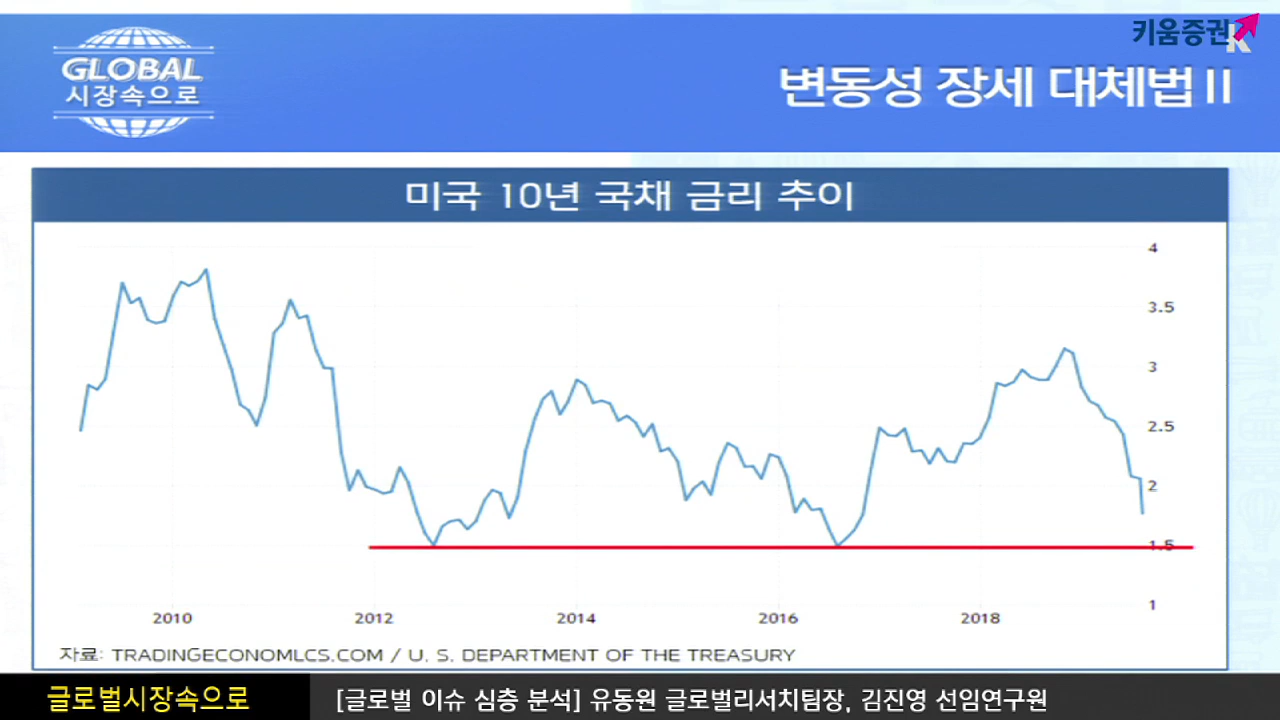 키움증권
K
GLOBAL
시장속으로
변동성 장세 대체법 II
미국 10년 국채 금리 추이
4
3.5
3
2.5
2
1.5
1
2010 2012 2014 2016 2018
자료: TRADINGECONOMLCS.COM / U. S. DEPARTMENT OF THE TREASURY
글로벌시장속으로
[글로벌 이슈 심층 분석] 유동원 글로벌리서치팀장, 김진영 선임연구원